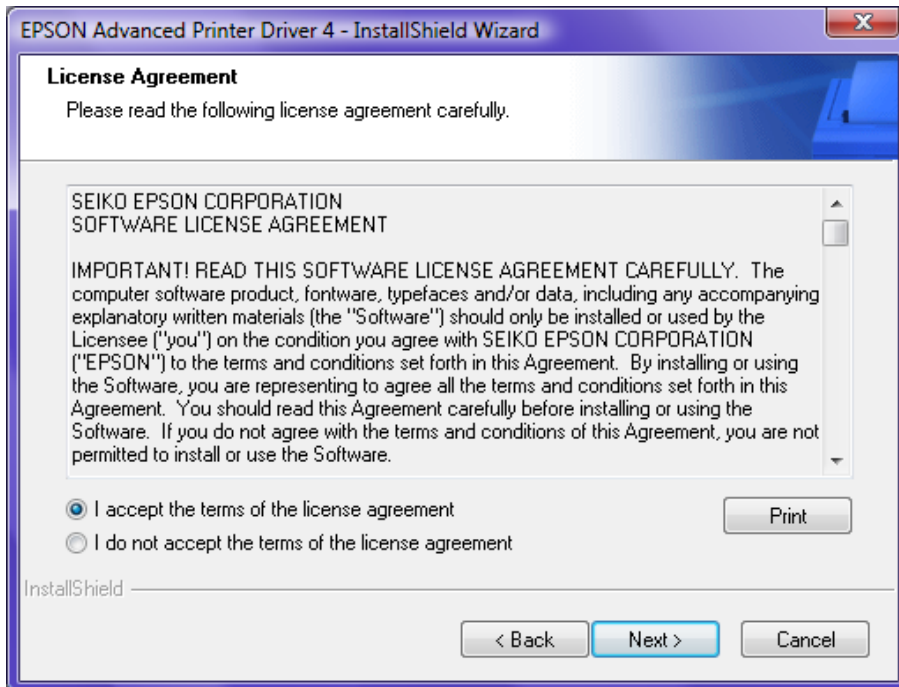 EPSON Advanced Printer Driver 4 - InstallShield Wizard
License Agreement
Please read the following license agreement carefully.
SEIKO EPSON CORPORATION
SOFTWARE LICENSE AGREEMENT
IMPORTANT! READ THIS SOFTWARE LICENSE AGREEMENT CAREFULLY.  The
computer software product, fontware, typefaces and/or data, including any accompanying
explanatory written materials (the "Software") should only be installed or used by the
Licensee ("you") on the condition you agree with SEIKO EPSON CORPORATION
("EPSON") to the terms and conditions set forth in this Agreement.  By installing or using
the Software, you are representing to agree all the terms and conditions set forth in this
Agreement.  You should read this Agreement carefully before installing or using the
Software.  If you do not agree with the terms and conditions of this Agreement, you are not
permitted to install or use the Software.
I accept the terms of the license agreement
Print
I do not accept the terms of the license agreement
InstallShield
< Back
Next >
Cancel